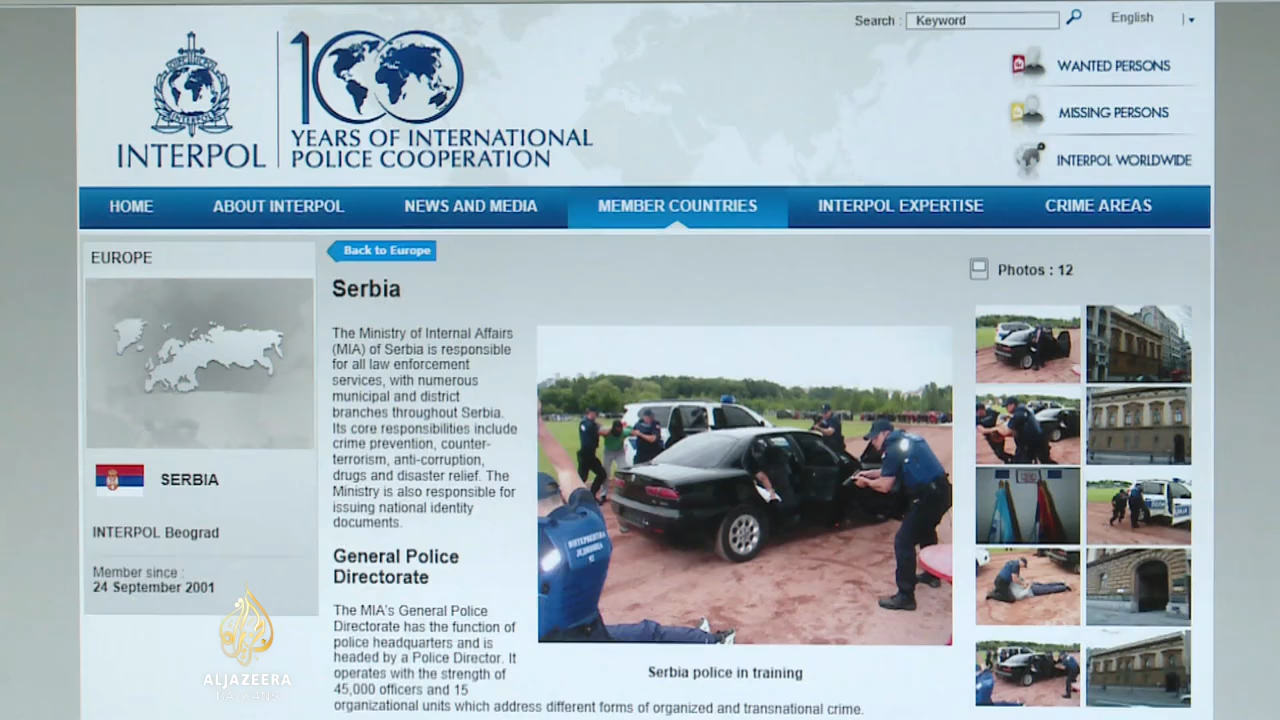 Search : Keyword
English
INTERPOL
100
YEARS OF INTERNATIONAL
POLICE COOPERATION
WANTED PERSONS
MISSING PERSONS
INTERPOL WORLDWIDE
HOME
ABOUT INTERPOL
NEWS AND MEDIA
MEMBER COUNTRIES
INTERPOL EXPERTISE
CRIME AREAS
EUROPE
SERBIA
INTERPOL Beograd
Member since :
24 September 2001
Back to Europe
Serbia
The Ministry of Internal Affairs
(MIA) of Serbia is responsible
for all law enforcement
services, with numerous
municipal and district
branches throughout Serbia.
Its core responsibilities include
crime prevention, counter-
terrorism, anti-corruption,
drugs and disaster relief. The
Ministry is also responsible for
issuing national identity
documents.
General Police
Directorate
The MIA's General Police
Directorate has the function of
police headquarters and is
headed by a Police Director. It
operates with the strength of
45,000 officers and 15
organizational units which address different forms of organized and transnational crime.
Serbia police in training
Photos : 12
ALJAZEERA
BALKANS